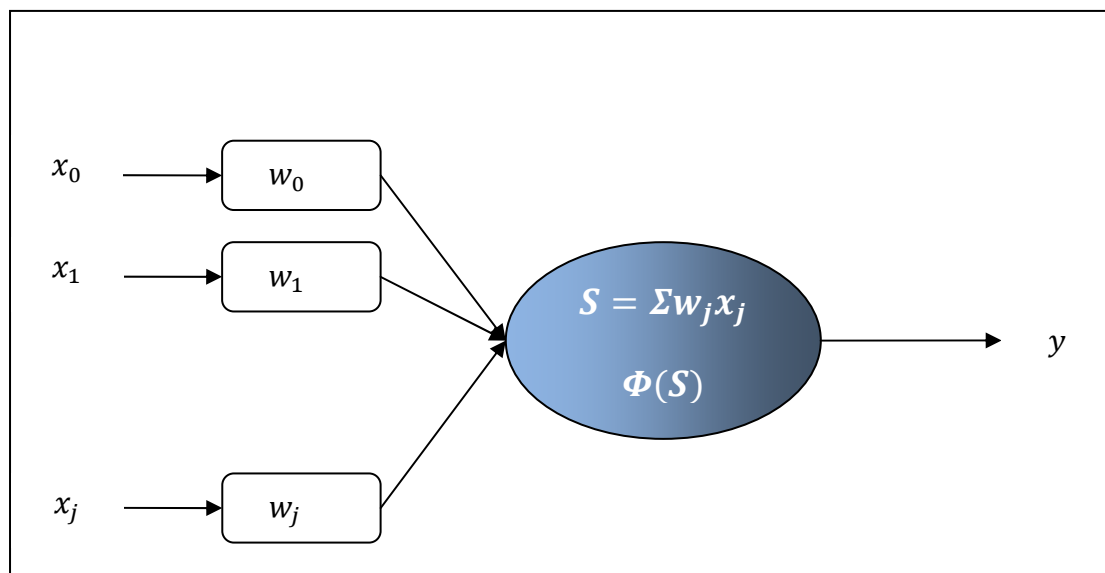 x₀ w₀
x₁ w₁
S = Σwⱼxⱼ
Φ(S)
y
xⱼ wⱼ